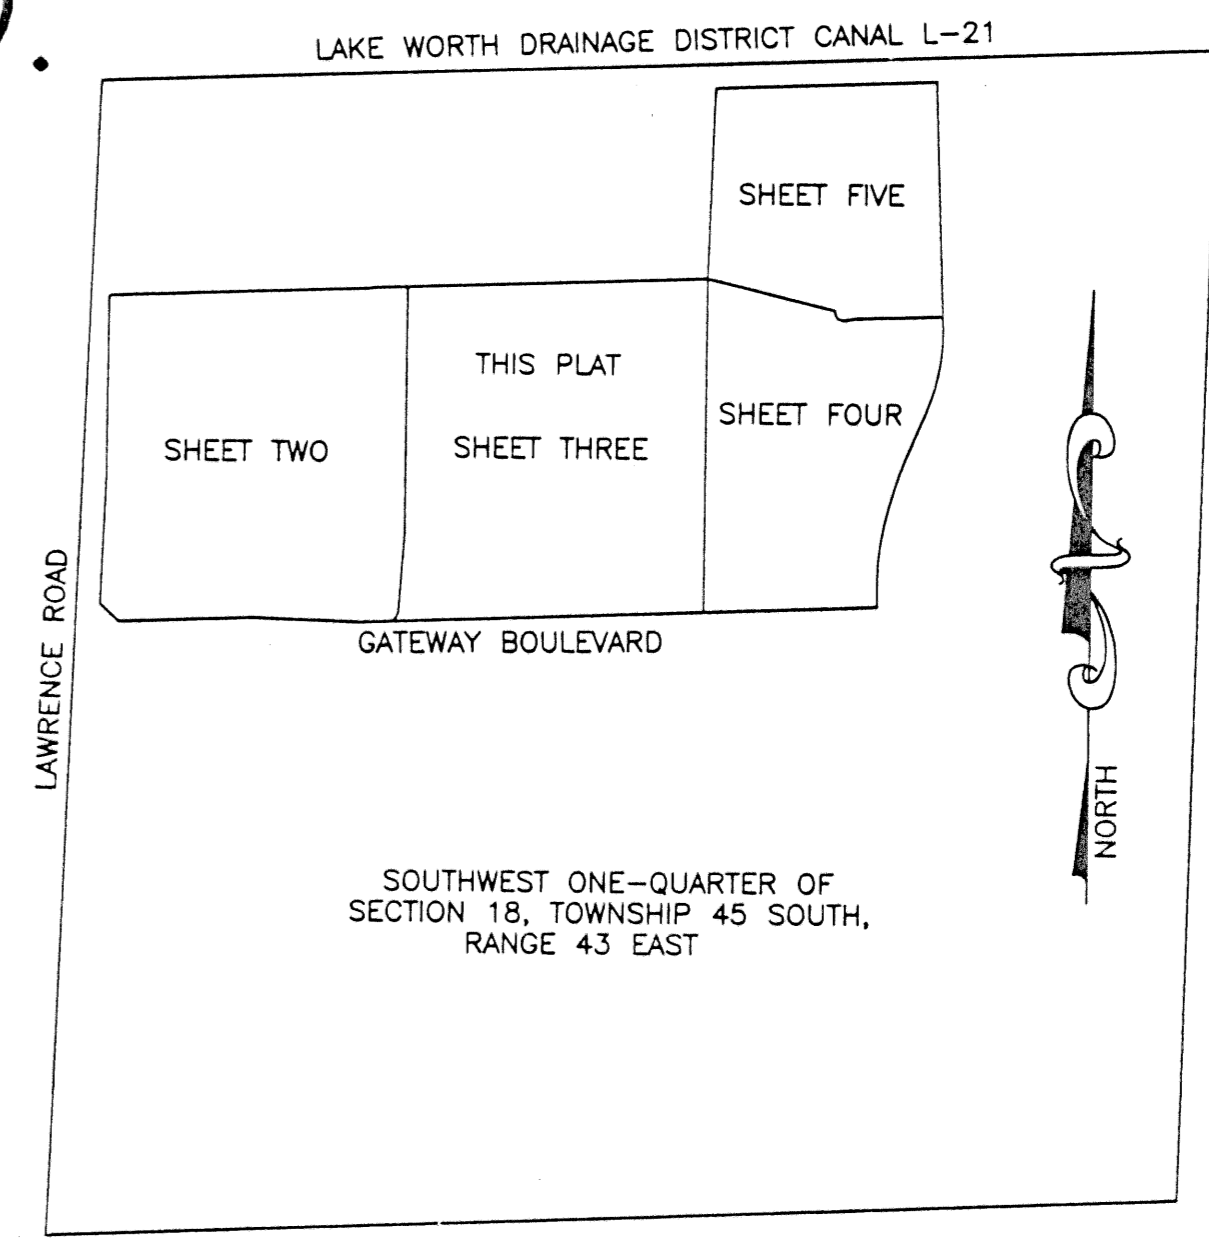 LAKE WORTH DRAINAGE DISTRICT CANAL L-21
SHEET FIVE
THIS PLAT
SHEET FOUR
SHEET TWO
SHEET THREE
LAWRENCE ROAD
GATEWAY BOULEVARD
NORTH
SOUTHWEST ONE-QUARTER OF
SECTION 18, TOWNSHIP 45 SOUTH,
RANGE 43 EAST